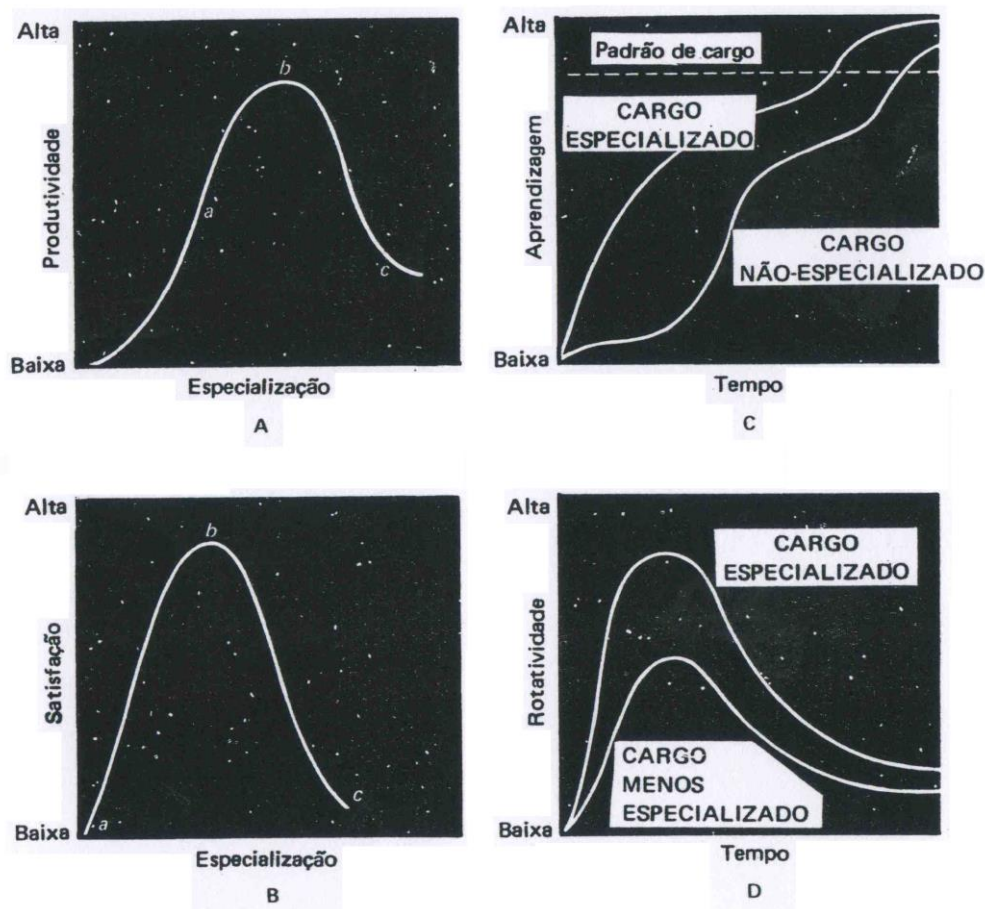 Alta
Produtividade
b
a
c
Baixa
Especialização
A
Alta
Padrão de cargo
CARGO
ESPECIALIZADO
Aprendizagem
CARGO
NÃO-ESPECIALIZADO
Baixa
Tempo
C
Alta
b
Satisfação
c
Baixa
a
Especialização
B
Alta
CARGO
ESPECIALIZADO
Rotatividade
CARGO
MENOS
ESPECIALIZADO
Baixa
Tempo
D